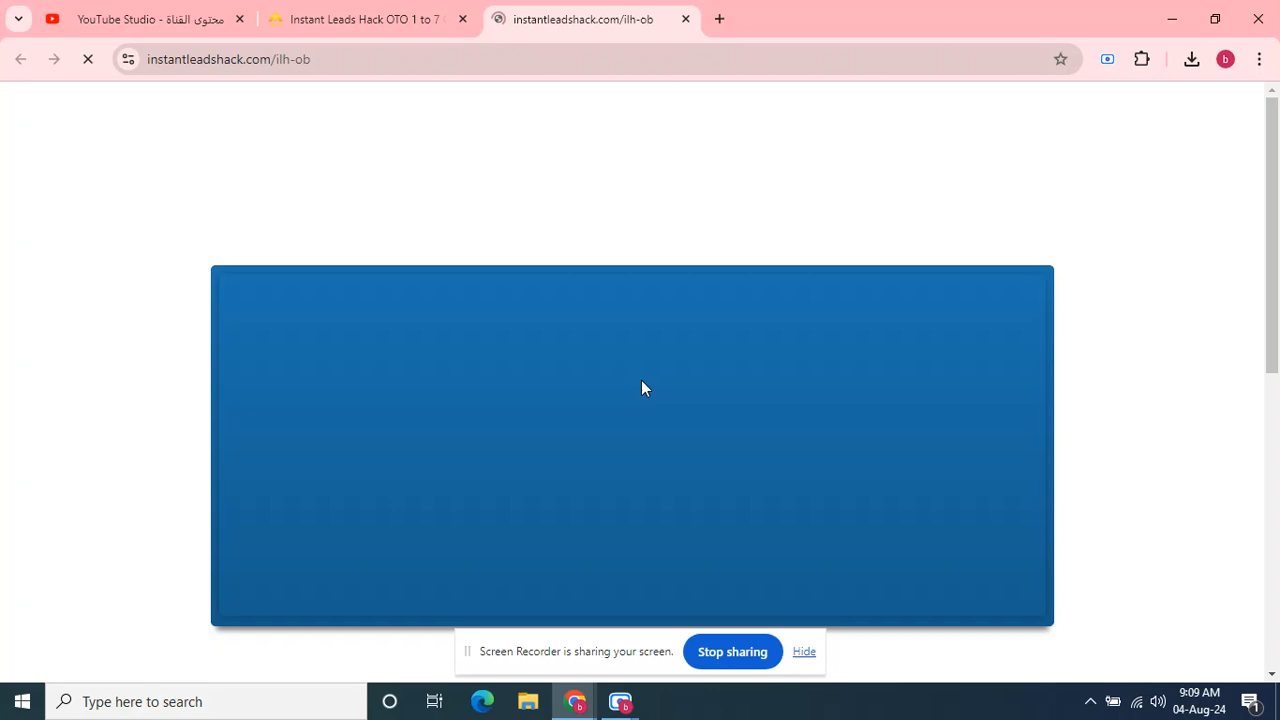 YouTube Studio - محتوى القناة
Instant Leads Hack OTO 1 to 7
instantleadshack.com/ilh-ob
instantleadshack.com/ilh-ob
b
Screen Recorder is sharing your screen.
Stop sharing
Hide
Type here to search
b
b
9:09 AM
04-Aug-24
1